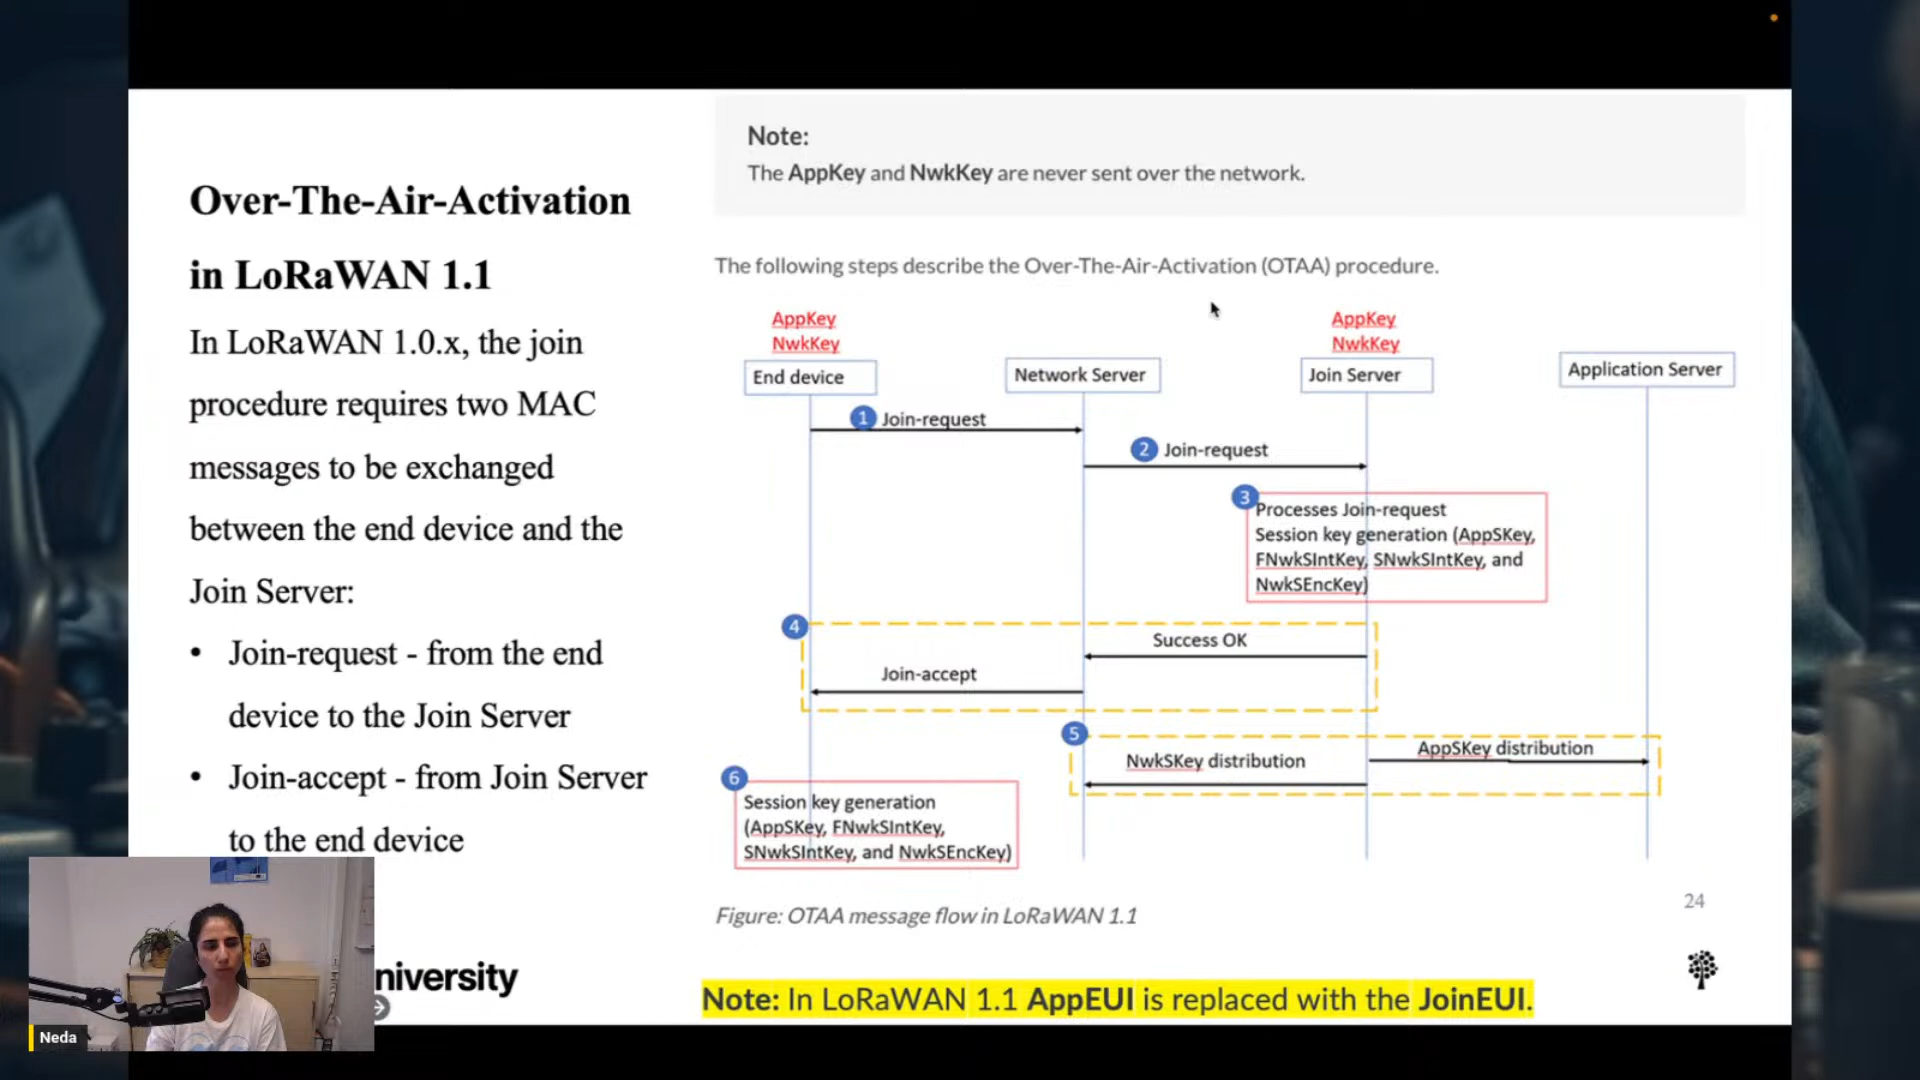 Over-The-Air-Activation
in LoRaWAN 1.1
In LoRaWAN 1.0.x, the join
procedure requires two MAC
messages to be exchanged
between the end device and the
Join Server:
• Join-request - from the end
device to the Join Server
• Join-accept - from Join Server
to the end device
Note:
The AppKey and NwkKey are never sent over the network.
The following steps describe the Over-The-Air-Activation (OTAA) procedure.
AppKey
NwkKey
End device
Network Server
AppKey
NwkKey
Join Server
Application Server
1 Join-request
2 Join-request
3
Processes Join-request
Session key generation (AppSKey,
FNwkSIntKey, SNwkSIntKey, and
NwkSEncKey)
4
Success OK
Join-accept
5
NwkSKey distribution
AppSKey distribution
6
Session key generation
(AppSKey, FNwkSIntKey,
SNwkSIntKey, and NwkSEncKey)
Figure: OTAA message flow in LoRaWAN 1.1
24
niversity
Note: In LoRaWAN 1.1 AppEUI is replaced with the JoinEUI.
Neda